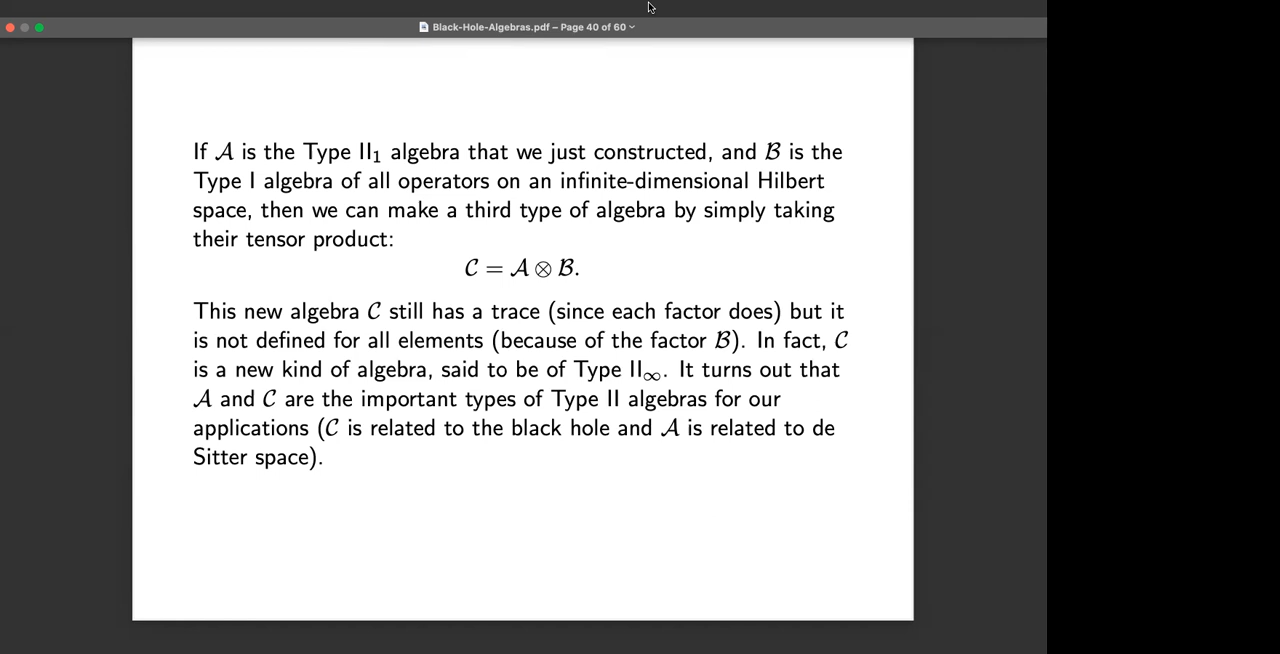 Black-Hole-Algebras.pdf – Page 40 of 60
If 𝒜 is the Type II₁ algebra that we just constructed, and ℬ is the
Type I algebra of all operators on an infinite-dimensional Hilbert
space, then we can make a third type of algebra by simply taking
their tensor product:
𝒞 = 𝒜 ⊗ ℬ.
This new algebra 𝒞 still has a trace (since each factor does) but it
is not defined for all elements (because of the factor ℬ). In fact, 𝒞
is a new kind of algebra, said to be of Type II∞. It turns out that
𝒜 and 𝒞 are the important types of Type II algebras for our
applications (𝒞 is related to the black hole and 𝒜 is related to de
Sitter space).